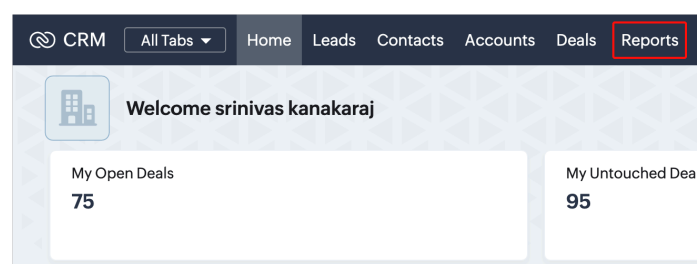 CRM All Tabs Home Leads Contacts Accounts Deals Reports
Welcome srinivas kanakaraj
My Open Deals My Untouched Dea
75 95